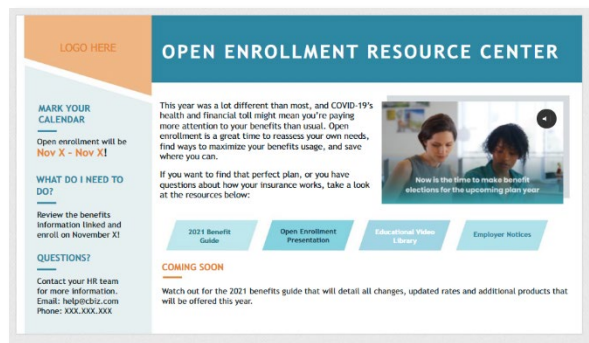 LOGO HERE
OPEN ENROLLMENT RESOURCE CENTER
MARK YOUR
CALENDAR
Open enrollment will be
Nov X - Nov X!
WHAT DO I NEED TO
DO?
Review the benefits
information linked and
enroll on November X!
QUESTIONS?
Contact your HR team
for more information.
Email: help@cbiz.com
Phone: XXX.XXX.XXX
This year was a lot different than most, and COVID-19's
health and financial toll might mean you're paying
more attention to your benefits than usual. Open
enrollment is a great time to reassess your own needs,
find ways to maximize your benefits usage, and save
where you can.
If you want to find that perfect plan, or you have
questions about how your insurance works, take a look
at the resources below:
Now is the time to make benefit
elections for the upcoming plan year
2021 Benefit
Guide
Open Enrollment
Presentation
Educational Video
Library
Employer Notices
COMING SOON
Watch out for the 2021 benefits guide that will detail all changes, updated rates and additional products that
will be offered this year.